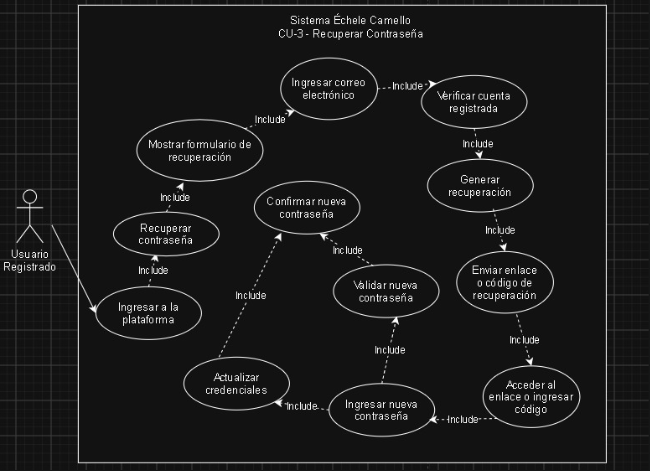 Sistema Échele Camello
CU-3 - Recuperar Contraseña
Ingresar correo
electrónico
Include
Verificar cuenta
registrada
Include
Mostrar formulario de
recuperación
Include
Generar
recuperación
Include
Confirmar nueva
contraseña
Include
Recuperar
contraseña
Include
Usuario
Registrado
Include
Enviar enlace
o código de
recuperación
Validar nueva
contraseña
Include
Ingresar a la
plataforma
Include
Include
Actualizar
credenciales
Acceder al
enlace o ingresar
código
Include
Ingresar nueva
contraseña
Include